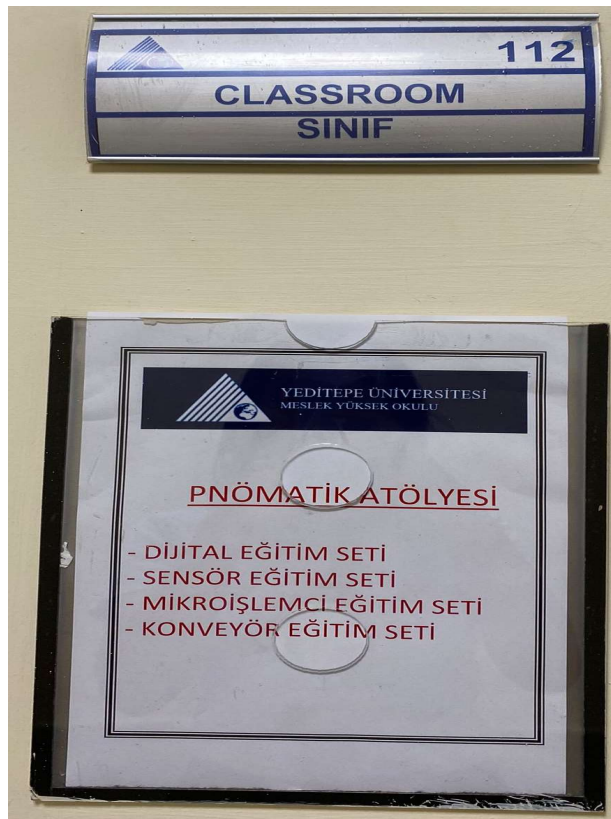 112
CLASSROOM
SINIF
YEDİTEPE ÜNİVERSİTESİ
MESLEK YÜKSEK OKULU
PNÖMATİK ATÖLYESİ
- DİJİTAL EĞİTİM SETİ
- SENSÖR EĞİTİM SETİ
- MİKROİŞLEMCİ EĞİTİM SETİ
- KONVEYÖR EĞİTİM SETİ